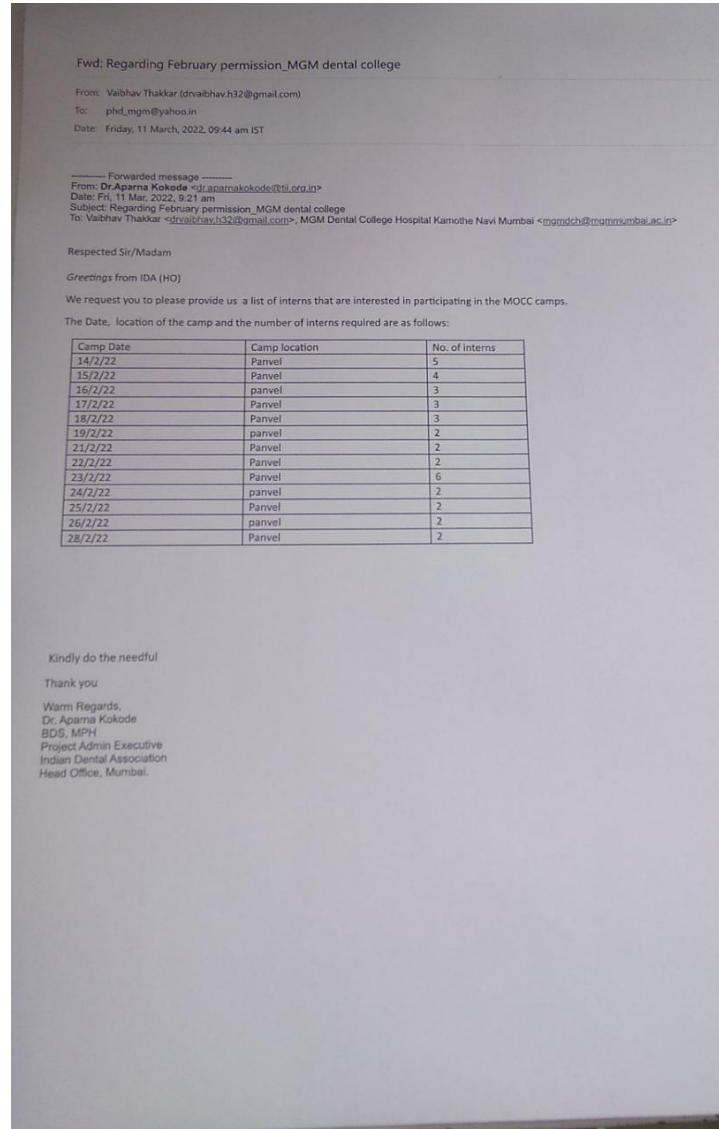 Fwd: Regarding February permission_MGM dental college
From: Vaibhav Thakkar (drvaibhav.h32@gmail.com)
To: phd_mgm@yahoo.in
Date: Friday, 11 March, 2022, 09:44 am IST
---------- Forwarded message ---------
From: Dr.Aparna Kokode <dr.aparnakokode@tii.org.in>
Date: Fri, 11 Mar, 2022, 9:21 am
Subject: Regarding February permission_MGM dental college
To: Vaibhav Thakkar <drvaibhav.h32@gmail.com>, MGM Dental College Hospital Kamothe Navi Mumbai <mgmdch@mgmmumbai.ac.in>
Respected Sir/Madam
Greetings from IDA (HO)
We request you to please provide us a list of interns that are interested in participating in the MOCC camps.
The Date, location of the camp and the number of interns required are as follows:
Camp Date Camp location No. of interns
14/2/22 Panvel 5
15/2/22 Panvel 4
16/2/22 panvel 3
17/2/22 Panvel 3
18/2/22 Panvel 3
19/2/22 panvel 2
21/2/22 Panvel 2
22/2/22 Panvel 2
23/2/22 Panvel 6
24/2/22 panvel 2
25/2/22 Panvel 2
26/2/22 panvel 2
28/2/22 Panvel 2
Kindly do the needful
Thank you
Warm Regards,
Dr. Aparna Kokode
BDS, MPH
Project Admin Executive
Indian Dental Association
Head Office, Mumbai.